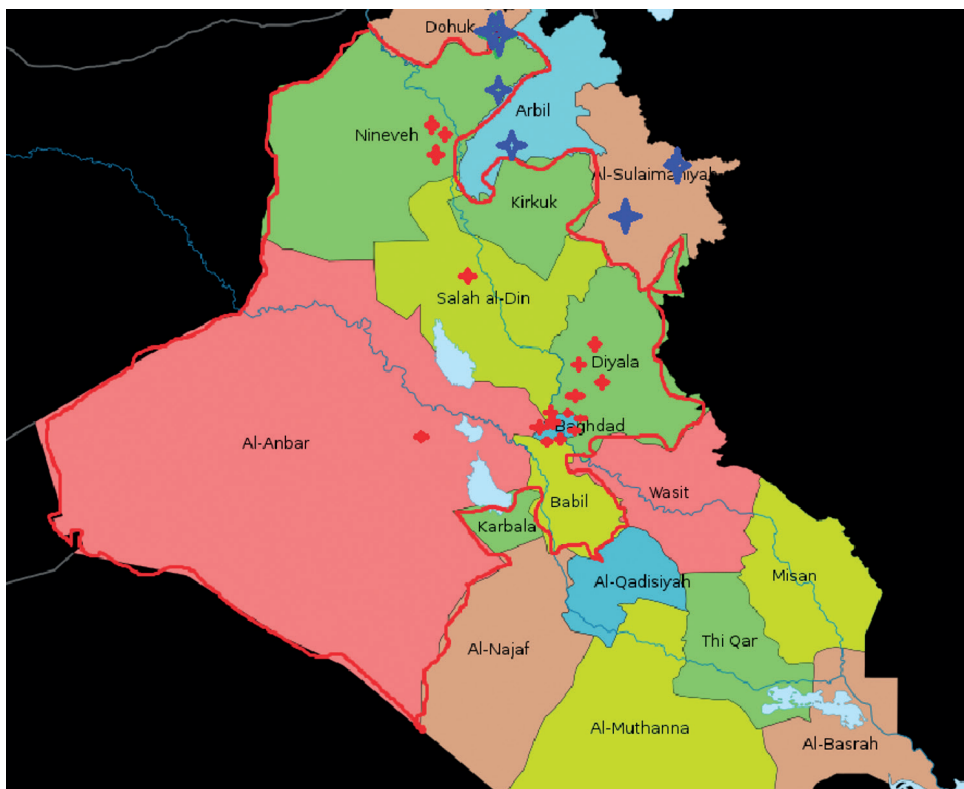 Dohuk
Arbil
Nineveh
Al-Sulaimaniyah
Kirkuk
Salah al-Din
Diyala
Baghdad
Al-Anbar
Wasit
Babil
Karbala
Al-Qadisiyah
Misan
Thi Qar
Al-Najaf
Al-Muthanna
Al-Basrah